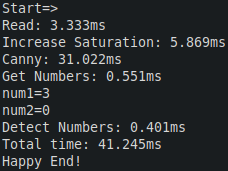 Start=>
Read: 3.333ms
Increase Saturation: 5.869ms
Canny: 31.022ms
Get Numbers: 0.551ms
num1=3
num2=0
Detect Numbers: 0.401ms
Total time: 41.245ms
Happy End!